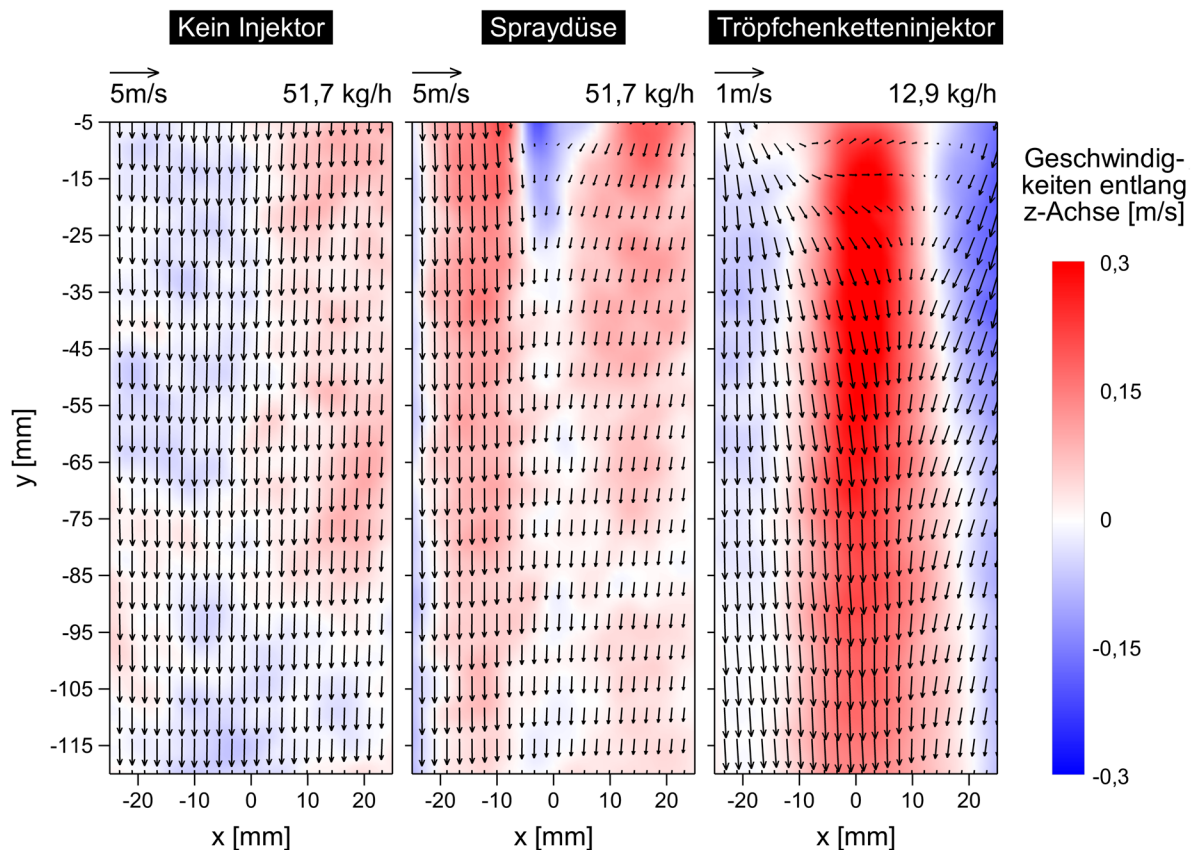 Kein Injektor
Spraydüse
Tröpfchenketteninjektor
5m/s
51,7 kg/h
5m/s
51,7 kg/h
1m/s
12,9 kg/h
-5
-15
-25
-35
-45
-55
-65
-75
-85
-95
-105
-115
y [mm]
-20
-10
0
10
20
x [mm]
-20
-10
0
10
20
x [mm]
-20
-10
0
10
20
x [mm]
Geschwindig-
keiten entlang
z-Achse [m/s]
0,3
0,15
0
-0,15
-0,3